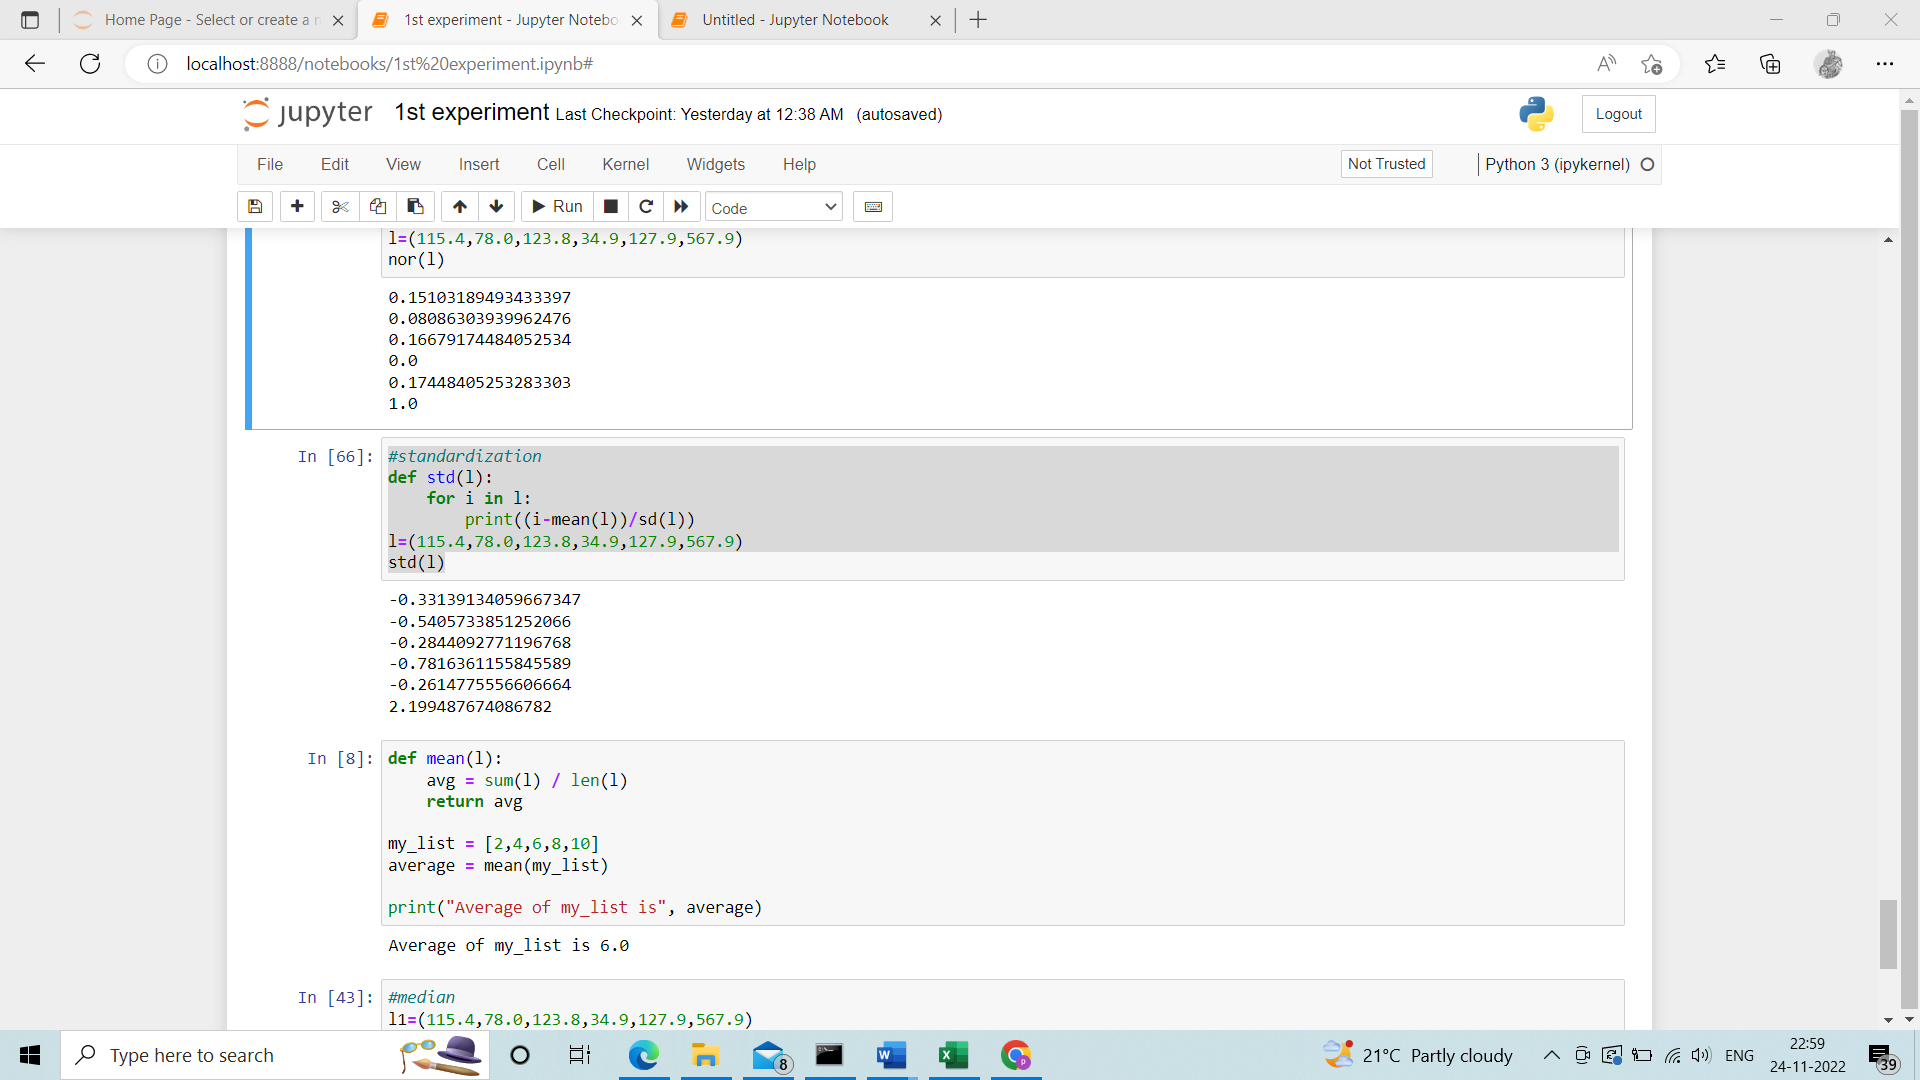 Home Page - Select or create a n
1st experiment - Jupyter Notebo
Untitled - Jupyter Notebook
localhost:8888/notebooks/1st%20experiment.ipynb#
jupyter 1st experiment Last Checkpoint: Yesterday at 12:38 AM (autosaved)
Logout
File Edit View Insert Cell Kernel Widgets Help
Not Trusted
Python 3 (ipykernel)
Run
Code
l=(115.4,78.0,123.8,34.9,127.9,567.9)
nor(l)
0.15103189493433397
0.08086303939962476
0.16679174484052534
0.0
0.17448405253283303
1.0
In [66]:
#standardization
def std(l):
    for i in l:
        print((i-mean(l))/sd(l))
l=(115.4,78.0,123.8,34.9,127.9,567.9)
std(l)
-0.33139134059667347
-0.5405733851252066
-0.2844092771196768
-0.7816361155845589
-0.2614775556606664
2.199487674086782
In [8]:
def mean(l):
    avg = sum(l) / len(l)
    return avg
my_list = [2,4,6,8,10]
average = mean(my_list)
print("Average of my_list is", average)
Average of my_list is 6.0
In [43]:
#median
l1=(115.4,78.0,123.8,34.9,127.9,567.9)
Type here to search
8
21°C Partly cloudy
ENG
22:59
24-11-2022
39